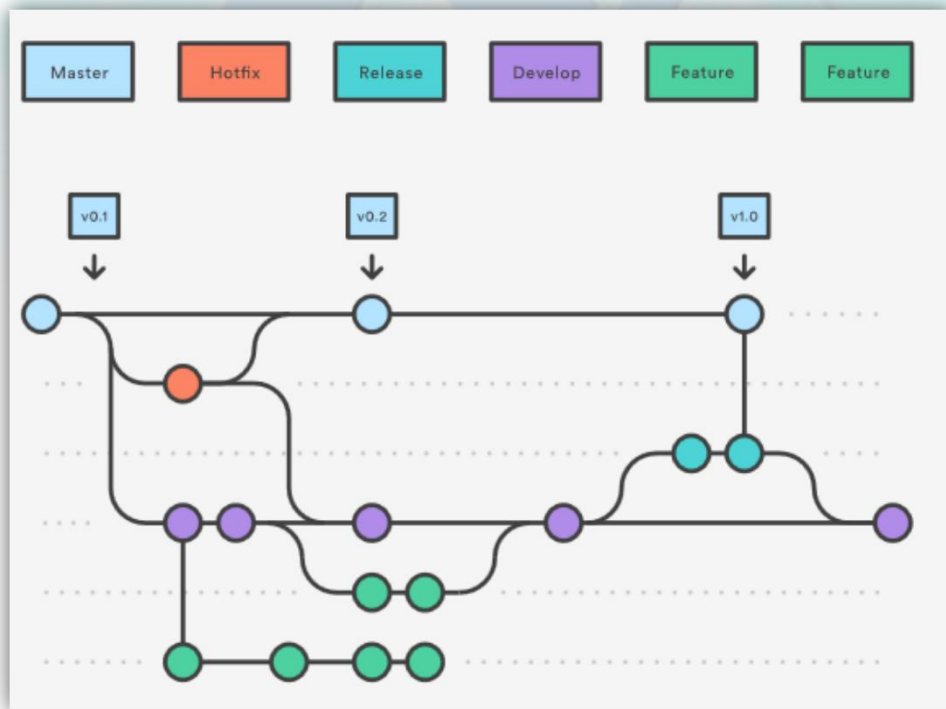 Master
Hotfix
Release
Develop
Feature
Feature
v0.1
v0.2
v1.0